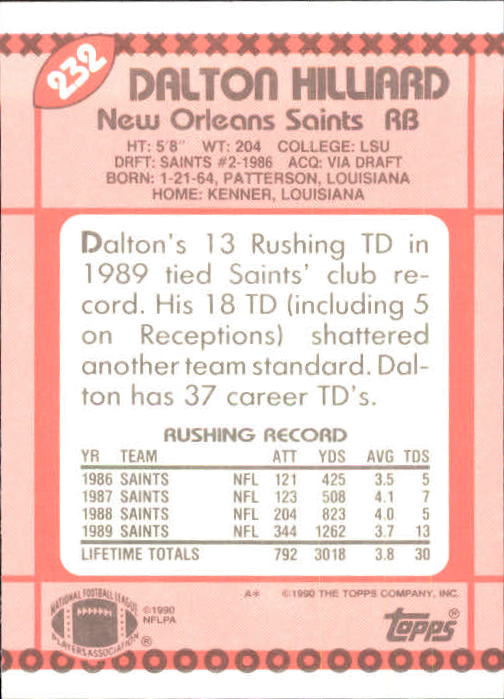 232
DALTON HILLIARD
New Orleans Saints RB
HT: 5'8" WT: 204 COLLEGE: LSU
DRFT: SAINTS #2-1986 ACQ: VIA DRAFT
BORN: 1-21-64, PATTERSON, LOUISIANA
HOME: KENNER, LOUISIANA
Dalton's 13 Rushing TD in
1989 tied Saints' club re-
cord. His 18 TD (including 5
on Receptions) shattered
another team standard. Dal-
ton has 37 career TD's.
RUSHING RECORD
YR TEAM ATT YDS AVG TDS
1986 SAINTS NFL 121 425 3.5 5
1987 SAINTS NFL 123 508 4.1 7
1988 SAINTS NFL 204 823 4.0 5
1989 SAINTS NFL 344 1262 3.7 13
LIFETIME TOTALS 792 3018 3.8 30
A* ©1990 THE TOPPS COMPANY, INC.
NATIONAL FOOTBALL LEAGUE
PLAYERS ASSOCIATION ®
©1990
NFLPA
topps®